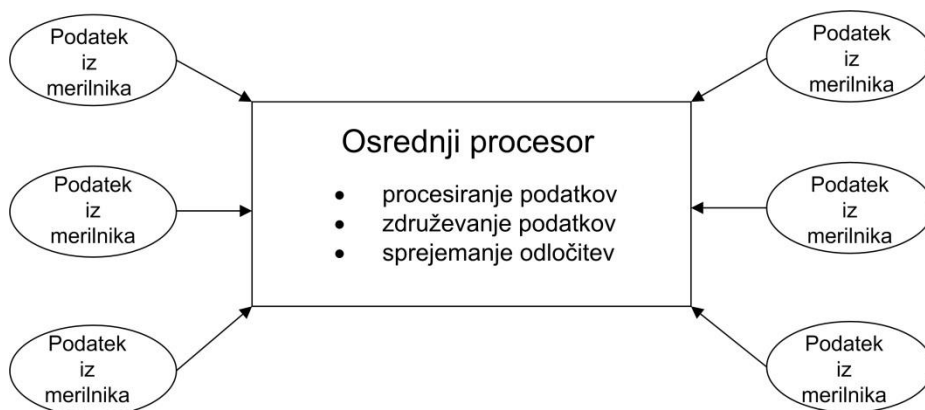 Podatek
iz
merilnika
Podatek
iz
merilnika
Podatek
iz
merilnika
Osrednji procesor
• procesiranje podatkov
• združevanje podatkov
• sprejemanje odločitev
Podatek
iz
merilnika
Podatek
iz
merilnika
Podatek
iz
merilnika